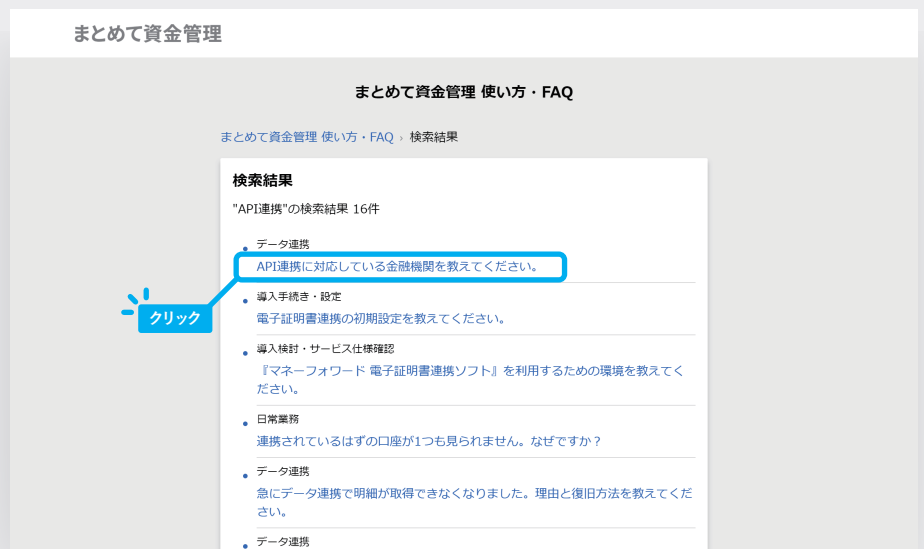 まとめて資金管理
まとめて資金管理 使い方・FAQ
まとめて資金管理 使い方・FAQ › 検索結果
検索結果
"API連携"の検索結果 16件
データ連携
API連携に対応している金融機関を教えてください。
導入手続き・設定
クリック
電子証明書連携の初期設定を教えてください。
導入検討・サービス仕様確認
『マネーフォワード 電子証明書連携ソフト』を利用するための環境を教えてく
ださい。
日常業務
連携されているはずの口座が1つも見られません。なぜですか？
データ連携
急にデータ連携で明細が取得できなくなりました。理由と復旧方法を教えてくだ
さい。
データ連携